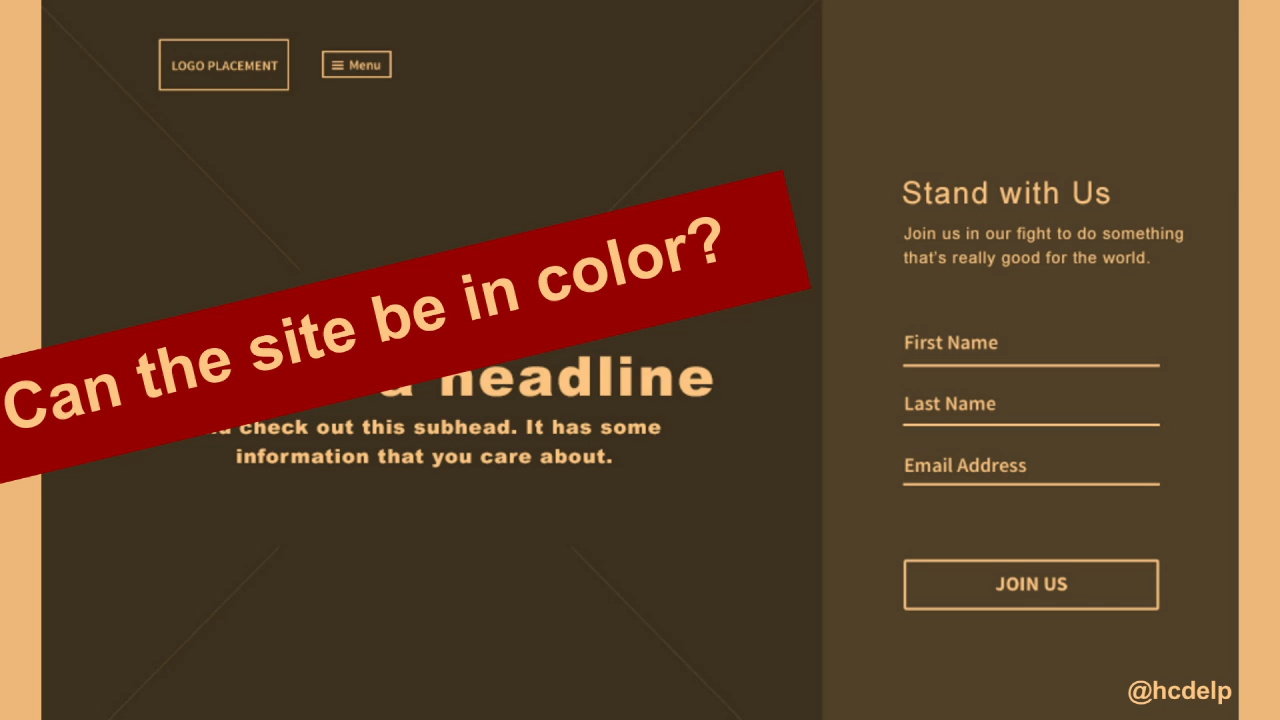 LOGO PLACEMENT
Menu
Can the site be in color?
headline
check out this subhead. It has some
information that you care about.
Stand with Us
Join us in our fight to do something
that's really good for the world.
First Name
Last Name
Email Address
JOIN US
@hcdelp